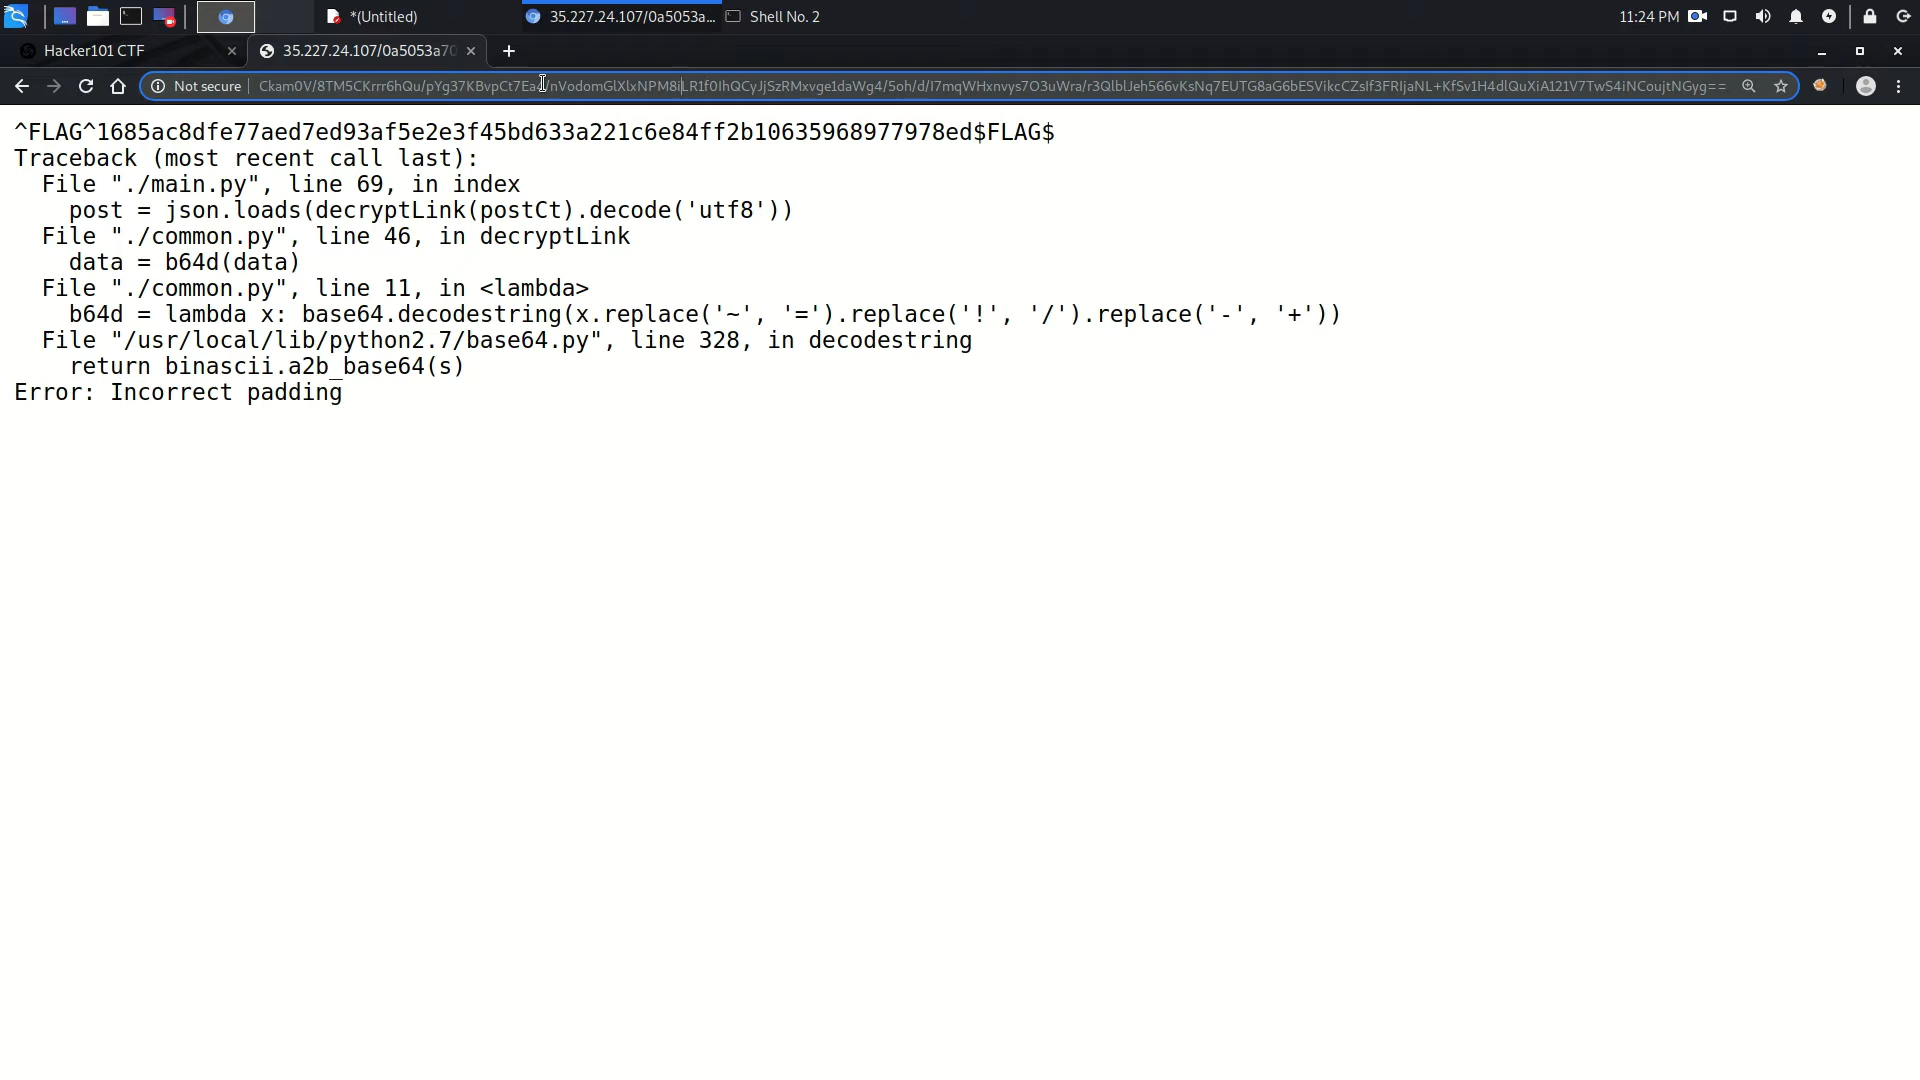 *(Untitled)
35.227.24.107/0a5053a...
Shell No. 2
11:24 PM
Hacker101 CTF
35.227.24.107/0a5053a70
Not secure
^FLAG^1685ac8dfe77aed7ed93af5e2e3f45bd633a221c6e84ff2b10635968977978ed$FLAG$
Traceback (most recent call last):
  File "./main.py", line 69, in index
    post = json.loads(decryptLink(postCt).decode('utf8'))
  File "./common.py", line 46, in decryptLink
    data = b64d(data)
  File "./common.py", line 11, in <lambda>
    b64d = lambda x: base64.decodestring(x.replace('~', '=').replace('!', '/').replace('-', '+'))
  File "/usr/local/lib/python2.7/base64.py", line 328, in decodestring
    return binascii.a2b_base64(s)
Error: Incorrect padding